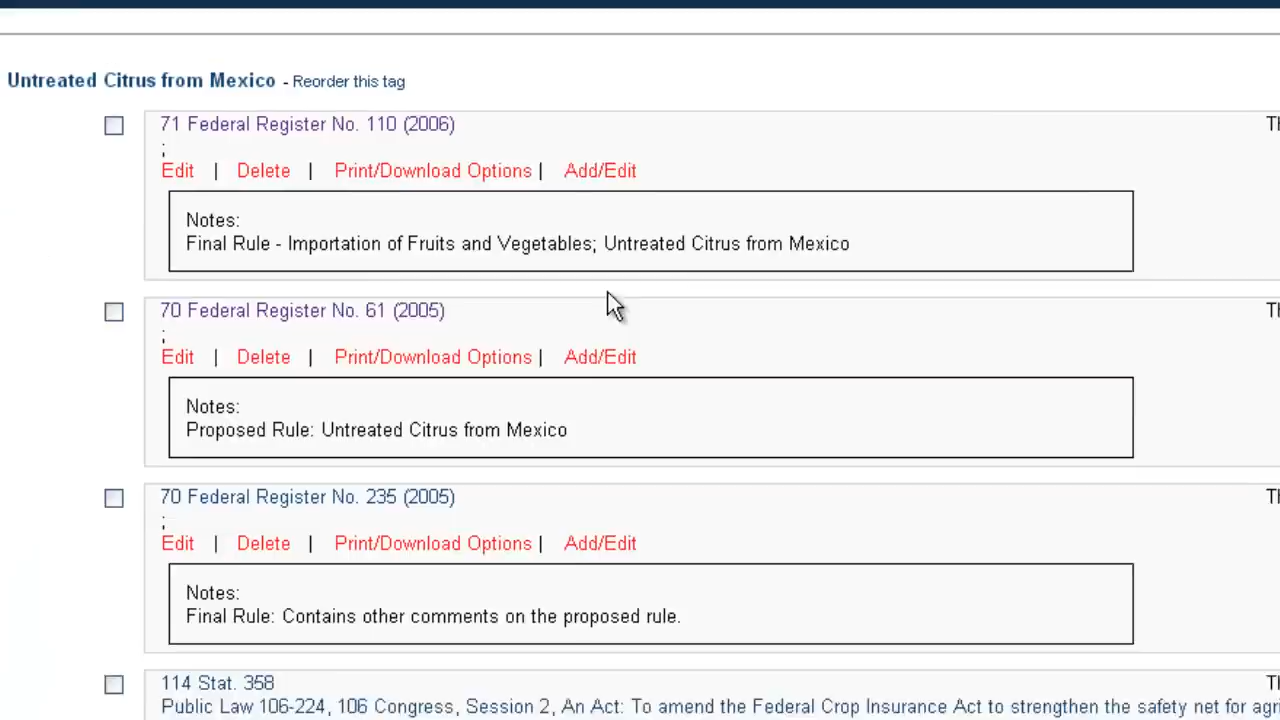 Untreated Citrus from Mexico - Reorder this tag
71 Federal Register No. 110 (2006)
;
Edit | Delete | Print/Download Options | Add/Edit
Notes:
Final Rule - Importation of Fruits and Vegetables; Untreated Citrus from Mexico
70 Federal Register No. 61 (2005)
;
Edit | Delete | Print/Download Options | Add/Edit
Notes:
Proposed Rule: Untreated Citrus from Mexico
70 Federal Register No. 235 (2005)
;
Edit | Delete | Print/Download Options | Add/Edit
Notes:
Final Rule: Contains other comments on the proposed rule.
114 Stat. 358
Public Law 106-224, 106 Congress, Session 2, An Act: To amend the Federal Crop Insurance Act to strengthen the safety net for